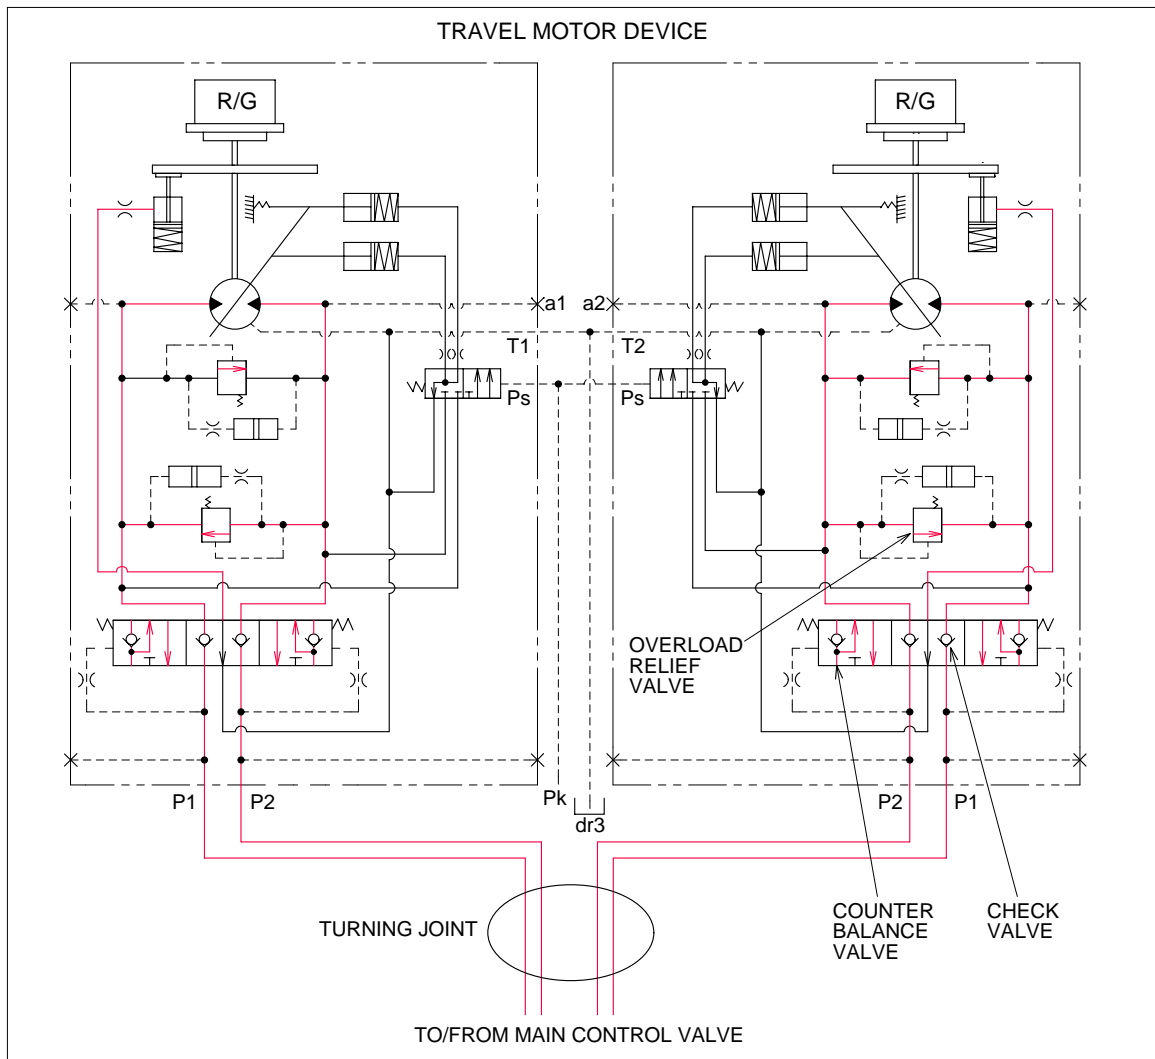 TRAVEL MOTOR DEVICE
R/G
R/G
a1
a2
T1
T2
Ps
Ps
OVERLOAD
RELIEF
VALVE
P1
P2
Pk
dr3
P2
P1
COUNTER
BALANCE
VALVE
CHECK
VALVE
TURNING JOINT
TO/FROM MAIN CONTROL VALVE